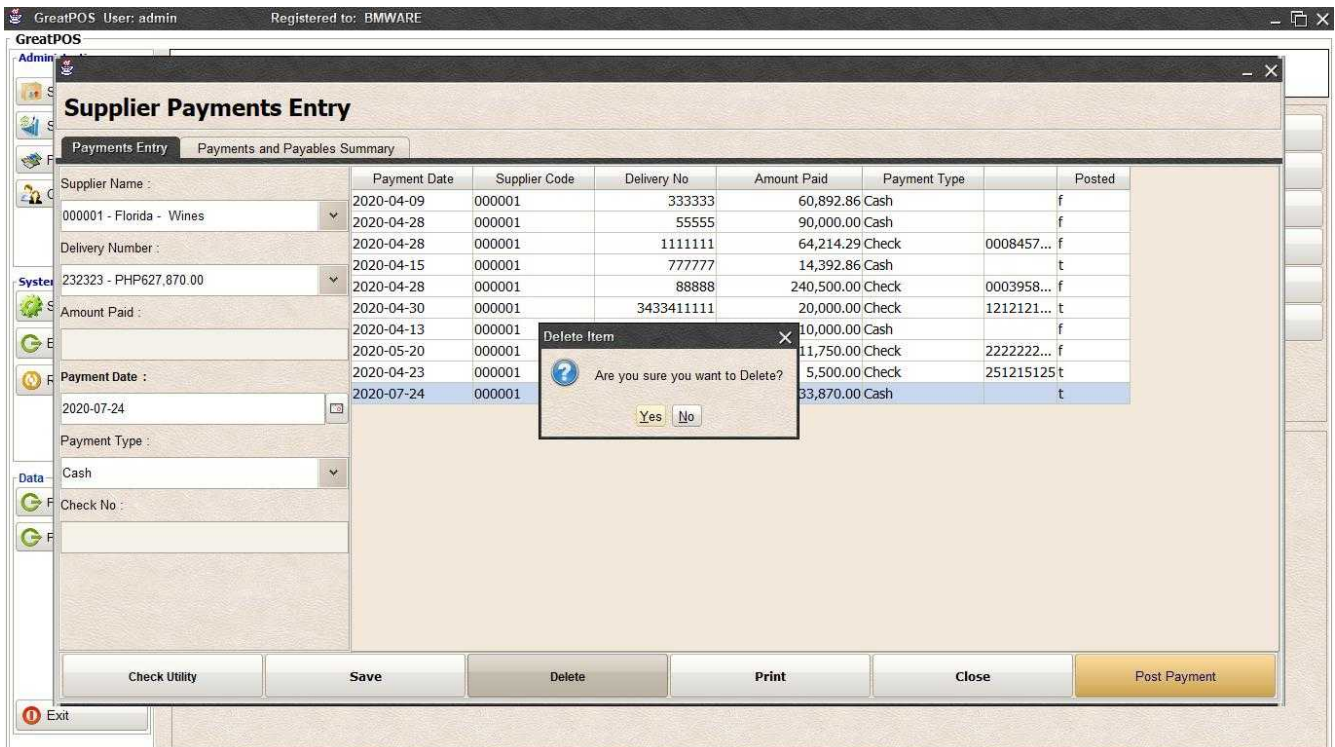 GreatPOS User: admin Registered to: BMWARE
GreatPOS
Supplier Payments Entry
Payments Entry Payments and Payables Summary
Supplier Name :
000001 - Florida - Wines
Delivery Number :
232323 - PHP627,870.00
Amount Paid :
Payment Date :
2020-07-24
Payment Type :
Cash
Check No :
Payment Date Supplier Code Delivery No Amount Paid Payment Type Posted
2020-04-09 000001 333333 60,892.86 Cash f
2020-04-28 000001 55555 90,000.00 Cash f
2020-04-28 000001 1111111 64,214.29 Check 0008457... f
2020-04-15 000001 777777 14,392.86 Cash t
2020-04-28 000001 88888 240,500.00 Check 0003958... f
2020-04-30 000001 3433411111 20,000.00 Check 1212121... t
2020-04-13 000001 10,000.00 Cash f
2020-05-20 000001 11,750.00 Check 2222222... f
2020-04-23 000001 5,500.00 Check 251215125 t
2020-07-24 000001 33,870.00 Cash t
Delete Item
Are you sure you want to Delete?
Yes No
Check Utility Save Delete Print Close Post Payment
Data
Exit